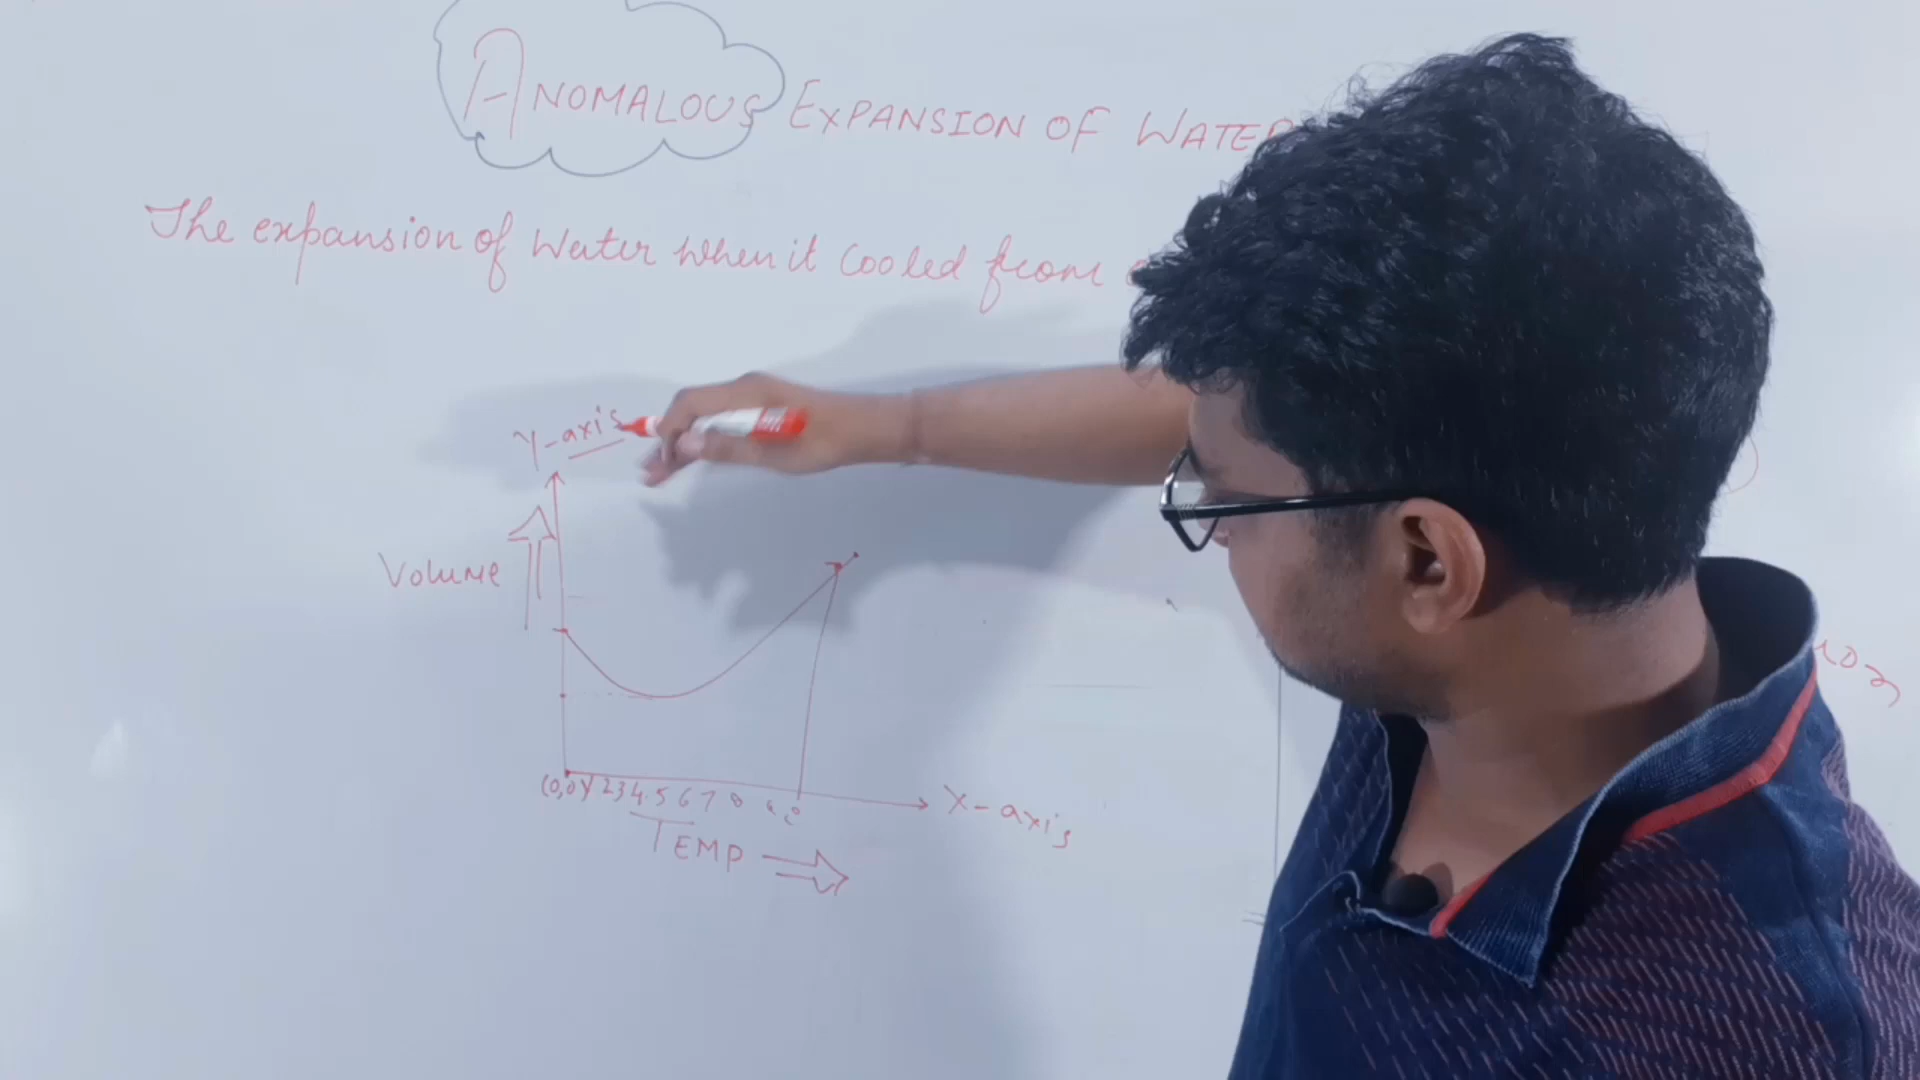 ANOMALOUS EXPANSION OF WATER
The expansion of Water when it cooled from
Y-axis
Volume
(0,0) 1 2 3 4 5 6 7 8
X-axis
TEMP